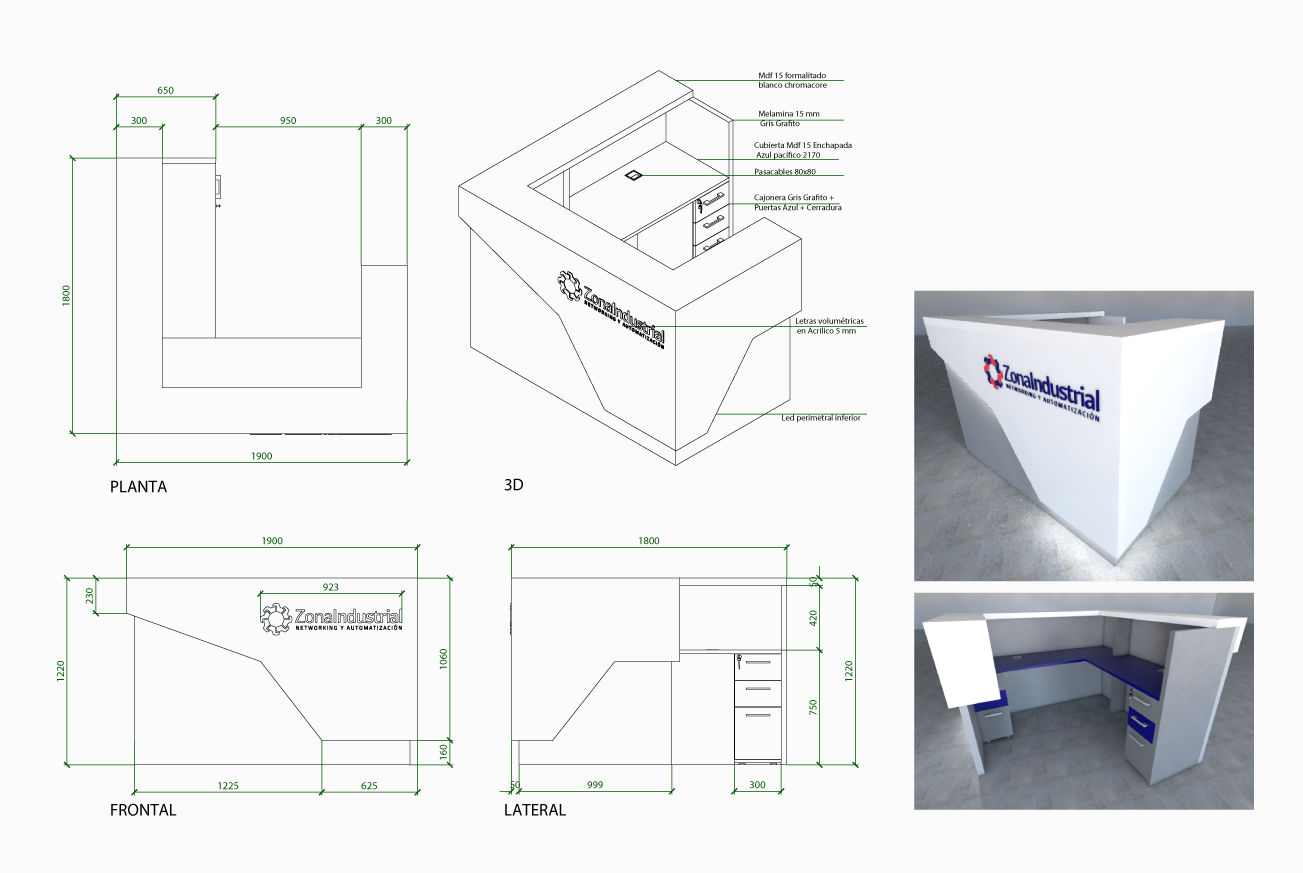 650
300
950
300
1800
1900
PLANTA
Mdf 15 formalitado
blanco chromacore
Melamina 15 mm
Gris Grafito
Cubierta Mdf 15 Enchapada
Azul pacífico 2170
Pasacables 80x80
Cajonera Gris Grafito +
Puertas Azul + Cerradura
ZonaIndustrial
NETWORKING Y AUTOMATIZACIÓN
Letras volumétricas
en Acrilico 5 mm
Led perimetral inferior
3D
ZonaIndustrial
NETWORKING Y AUTOMATIZACIÓN
1900
230
923
ZonaIndustrial
NETWORKING Y AUTOMATIZACIÓN
1220
1060
160
1225
625
FRONTAL
1800
50
420
750
1220
50
999
300
LATERAL